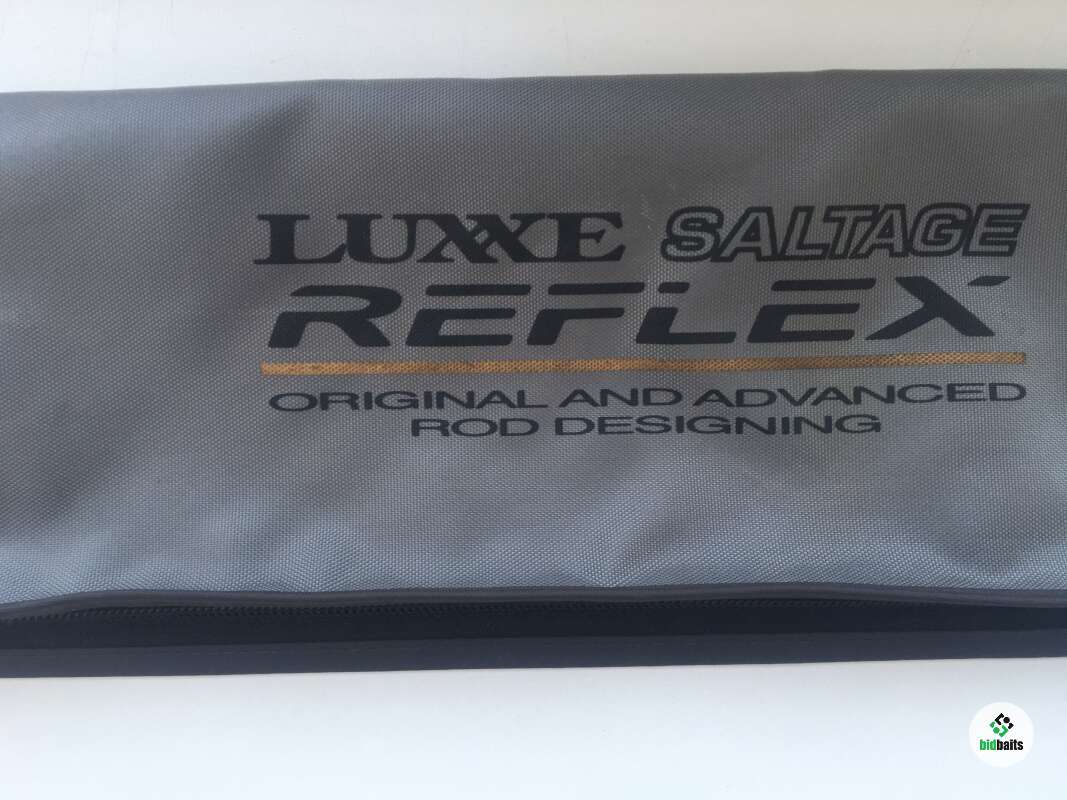 LUXXE SALTAGE
REFLEX
ORIGINAL AND ADVANCED
ROD DESIGNING
bidbaits